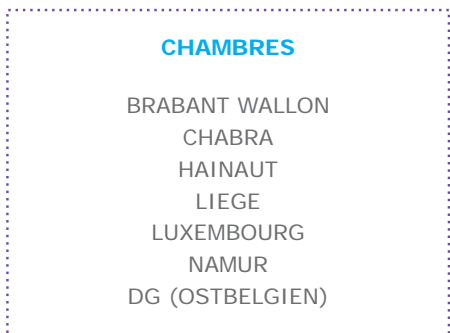 CHAMBRES
BRABANT WALLON
CHABRA
HAINAUT
LIEGE
LUXEMBOURG
NAMUR
DG (OSTBELGIEN)